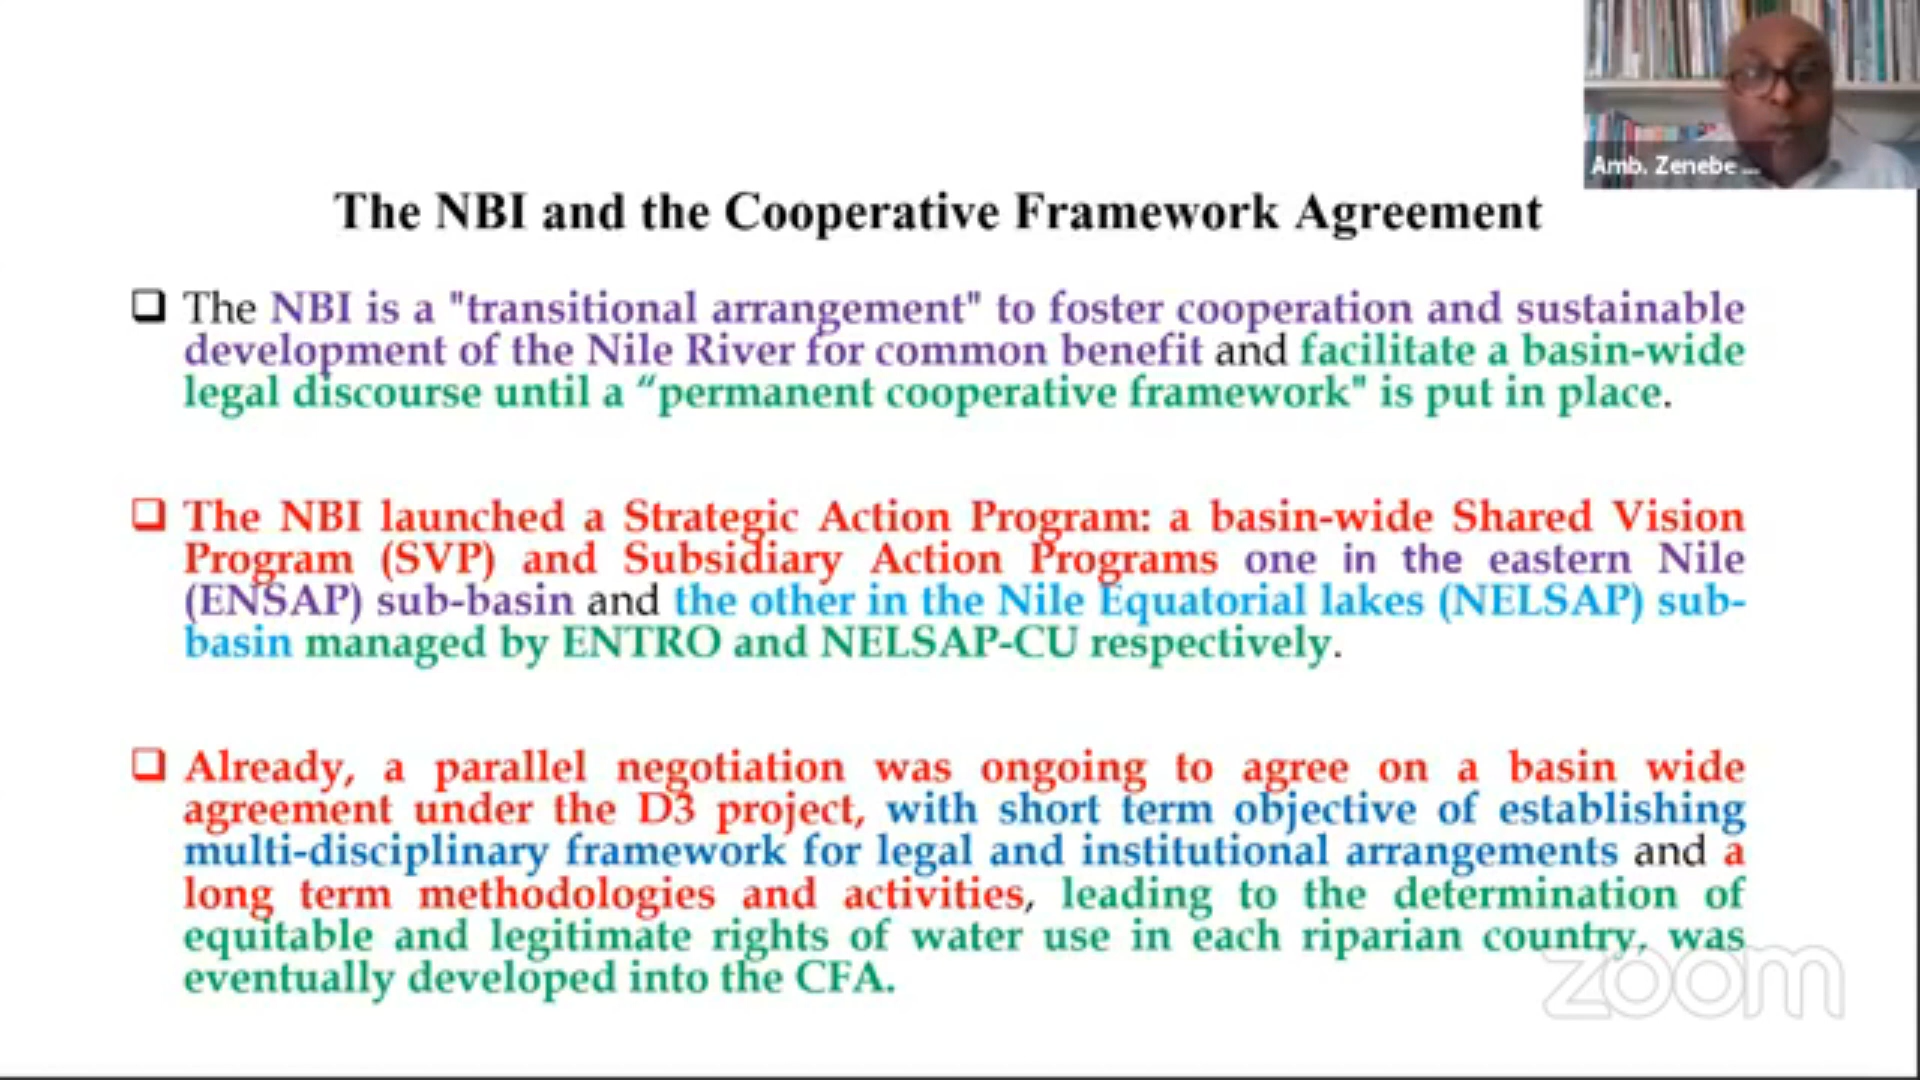 Amb. Zenebe ...
The NBI and the Cooperative Framework Agreement
❑ The NBI is a "transitional arrangement" to foster cooperation and sustainable
development of the Nile River for common benefit and facilitate a basin-wide
legal discourse until a “permanent cooperative framework" is put in place.
❑ The NBI launched a Strategic Action Program: a basin-wide Shared Vision
Program (SVP) and Subsidiary Action Programs one in the eastern Nile
(ENSAP) sub-basin and the other in the Nile Equatorial lakes (NELSAP) sub-
basin managed by ENTRO and NELSAP-CU respectively.
❑ Already, a parallel negotiation was ongoing to agree on a basin wide
agreement under the D3 project, with short term objective of establishing
multi-disciplinary framework for legal and institutional arrangements and a
long term methodologies and activities, leading to the determination of
equitable and legitimate rights of water use in each riparian country, was
eventually developed into the CFA.
zoom